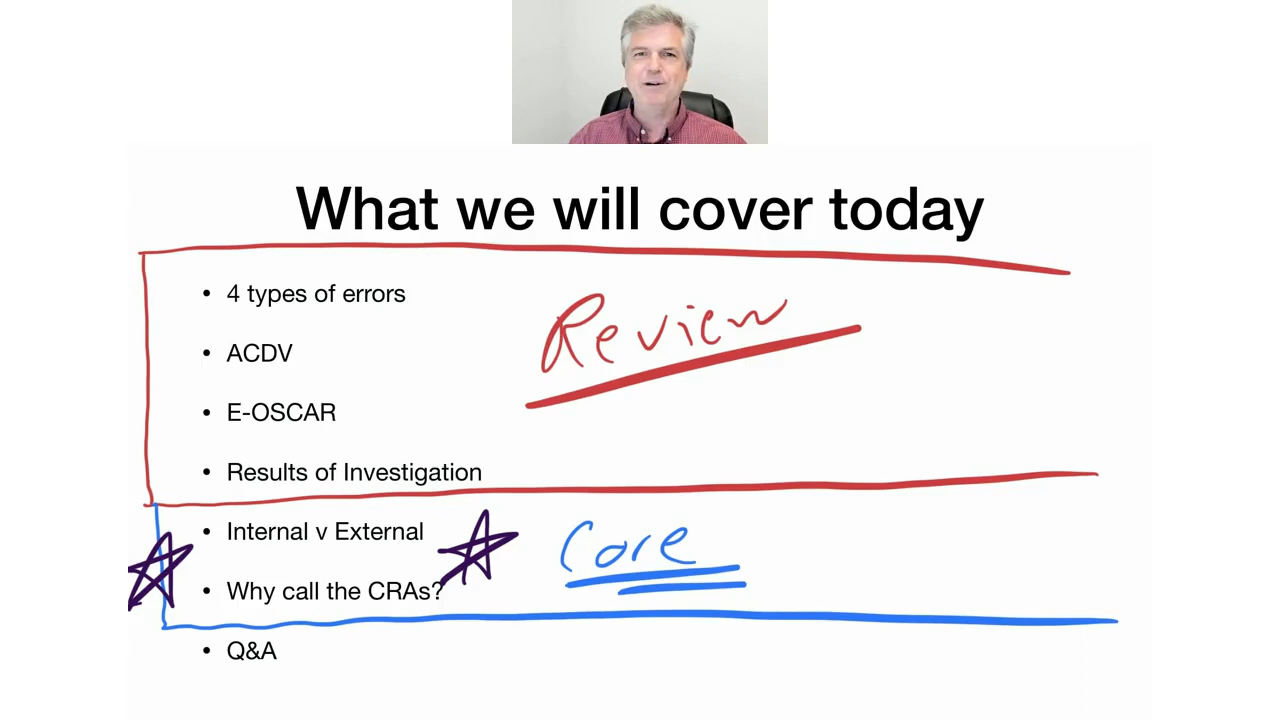 What we will cover today
• 4 types of errors
Review
• ACDV
• E-OSCAR
• Results of Investigation
• Internal v External
Core
• Why call the CRAs?
• Q&A